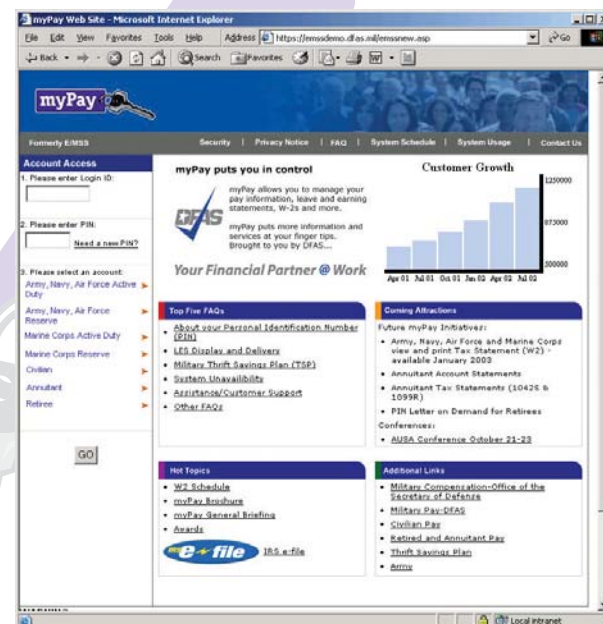 myPay Web Site - Microsoft Internet Explorer
File Edit View Favorites Tools Help Address https://emssdemo.dfas.mil/emssnew.asp Go
Back Search Favorites
myPay
Formerly E/MSS
Security | Privacy Notice | FAQ | System Schedule | System Usage | Contact Us
Account Access
1. Please enter Login ID:
2. Please enter PIN:
Need a new PIN?
3. Please select an account:
Army, Navy, Air Force Active
Duty
Army, Navy, Air Force
Reserve
Marine Corps Active Duty
Marine Corps Reserve
Civilian
Annuitant
Retiree
GO
myPay puts you in control
DFAS
myPay allows you to manage your
pay information, leave and earning
statements, W-2s and more.
myPay puts more information and
services at your finger tips.
Brought to you by DFAS...
Your Financial Partner @ Work
Customer Growth
1250000
873000
500000
Apr 01 Jul 01 Oct 01 Jan 02 Apr 02 Jul 02
Top Five FAQs
About your Personal Identification Number
(PIN)
LES Display and Delivery
Military Thrift Savings Plan (TSP)
System Unavailibility
Assistance/Customer Support
Other FAQs
Coming Attractions
Future myPay Initiatives:
Army, Navy, Air Force and Marine Corps
view and print Tax Statement (W2) -
available January 2003
Annuitant Account Statements
Annuitant Tax Statements (1042S &
1099R)
PIN Letter on Demand for Retirees
Conferences:
AUSA Conference October 21-23
Hot Topics
W2 Schedule
myPay Brochure
myPay General Briefing
Awards
e file IRS e-file
Additional Links
Military Compensation-Office of the
Secretary of Defense
Military Pay-DFAS
Civilian Pay
Retired and Annuitant Pay
Thrift Savings Plan
Army
Local intranet